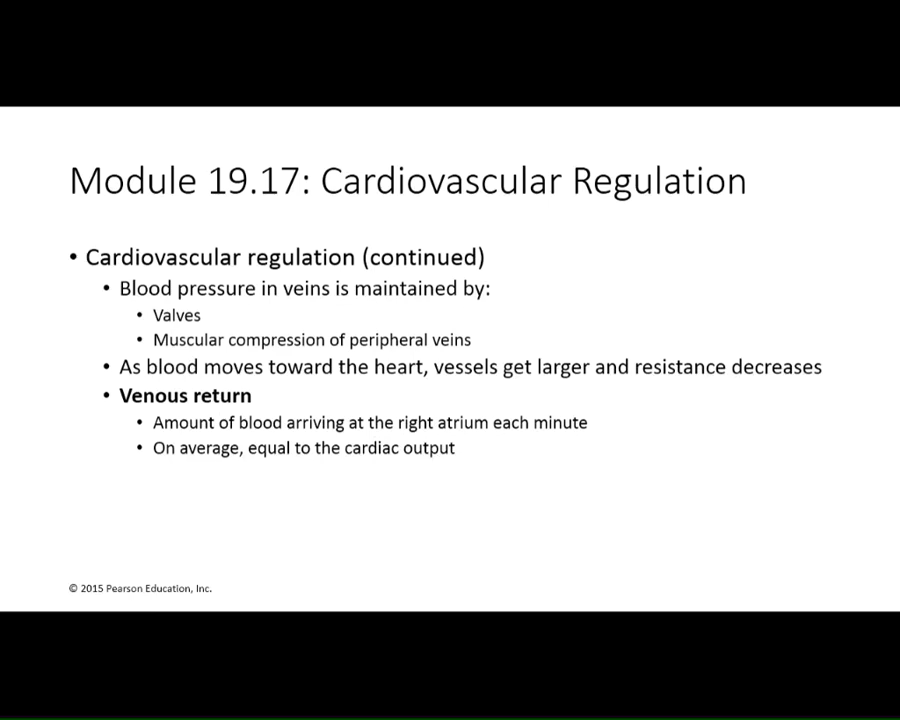 Module 19.17: Cardiovascular Regulation
• Cardiovascular regulation (continued)
• Blood pressure in veins is maintained by:
• Valves
• Muscular compression of peripheral veins
• As blood moves toward the heart, vessels get larger and resistance decreases
• Venous return
• Amount of blood arriving at the right atrium each minute
• On average, equal to the cardiac output
© 2015 Pearson Education, Inc.